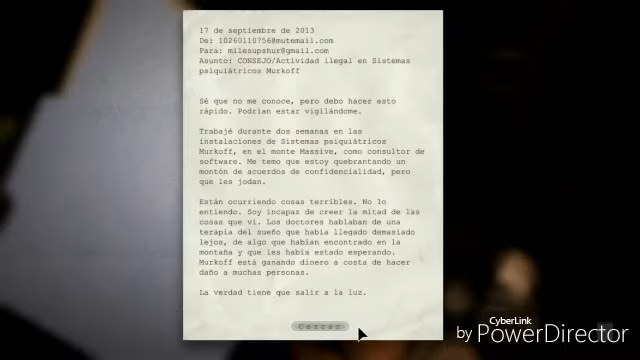 17 de septiembre de 2013
De: 10260110756@mutemail.com
Para: milesupshur@gmail.com
Asunto: CONSEJO/Actividad ilegal en Sistemas
psiquiátricos Murkoff
Sé que no me conoce, pero debo hacer esto
rápido. Podrían estar vigilándome.
Trabajé durante dos semanas en las
instalaciones de Sistemas psiquiátricos
Murkoff, en el monte Massive, como consultor de
software. Me temo que estoy quebrantando un
montón de acuerdos de confidencialidad, pero
que les jodan.
Están ocurriendo cosas terribles. No lo
entiendo. Soy incapaz de creer la mitad de las
cosas que vi. Los doctores hablaban de una
terapia del sueño que había llegado demasiado
lejos, de algo que habían encontrado en la
montaña y que les había estado esperando.
Murkoff está ganando dinero a costa de hacer
daño a muchas personas.
La verdad tiene que salir a la luz.
Cerrar
CyberLink
by PowerDirector